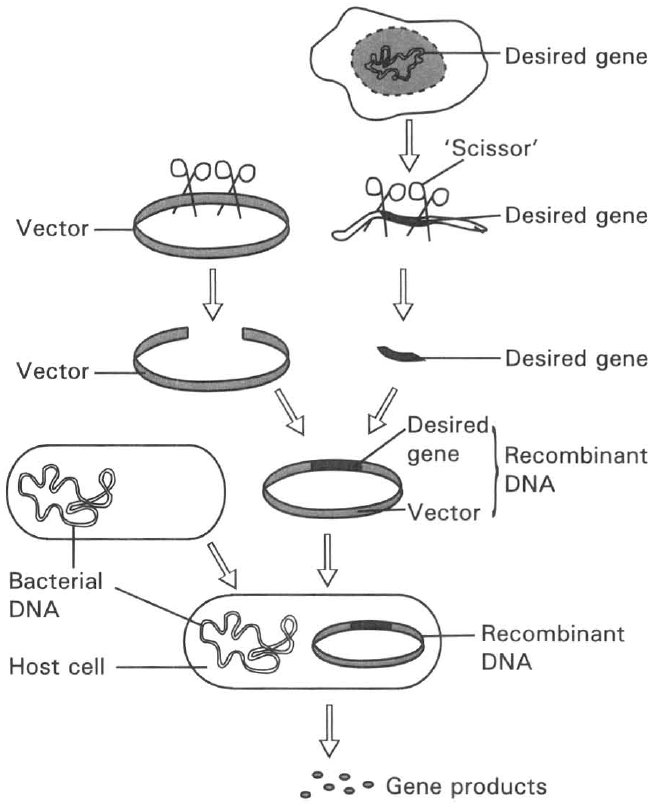 Desired gene
'Scissor'
Vector
Desired gene
Vector
Desired gene
Desired
gene
Recombinant
DNA
Vector
Bacterial
DNA
Host cell
Recombinant
DNA
Gene products